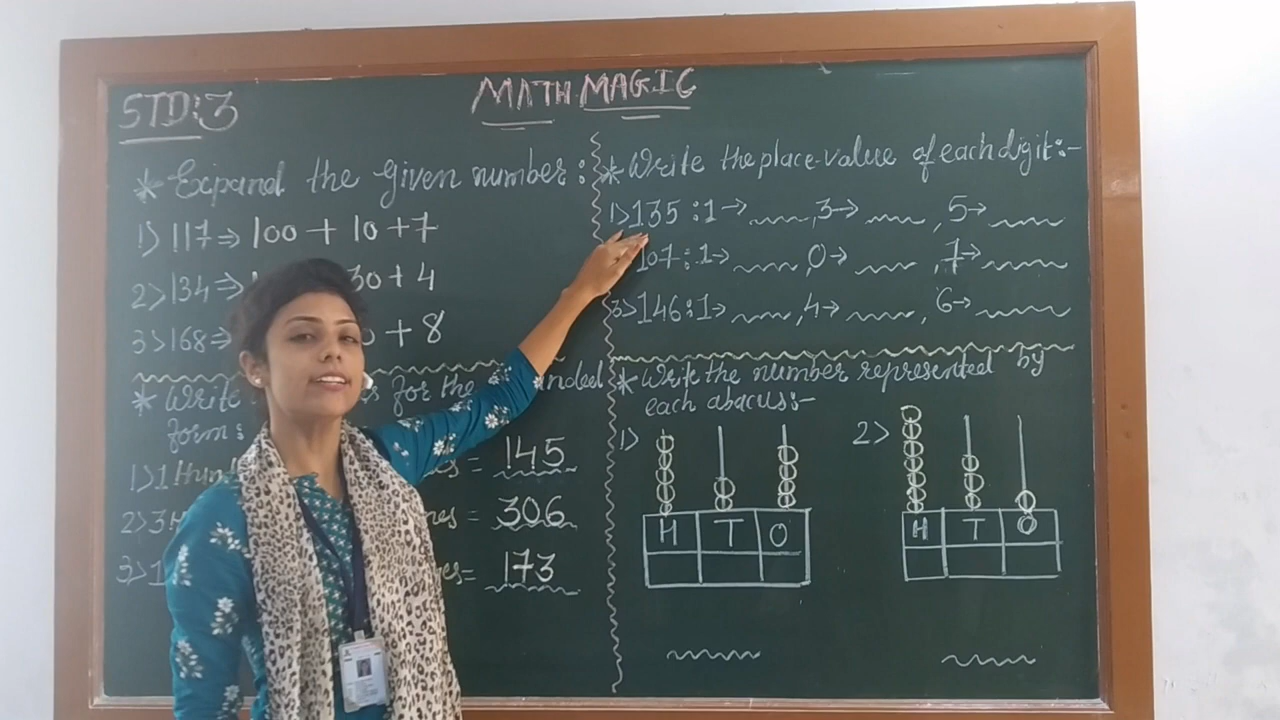 STD:3
MATH MAGIC
* Expand the given number:
1> 117⇒ 100 + 10 +7
2> 134⇒ 30 + 4
3> 168⇒ + 8
* Write for the
form:
1> 1 = 145
2> 3 = 306
3> 1 = 173
* Write the place-value of each digit:-
1> 135 :1→ ,3→ , 5→
107 :1→ ,0→ ,7→
3> 146 :1→ ,4→ , 6→
* Write the number represented by
each abacus:-
1>
H T O
2>
H T O